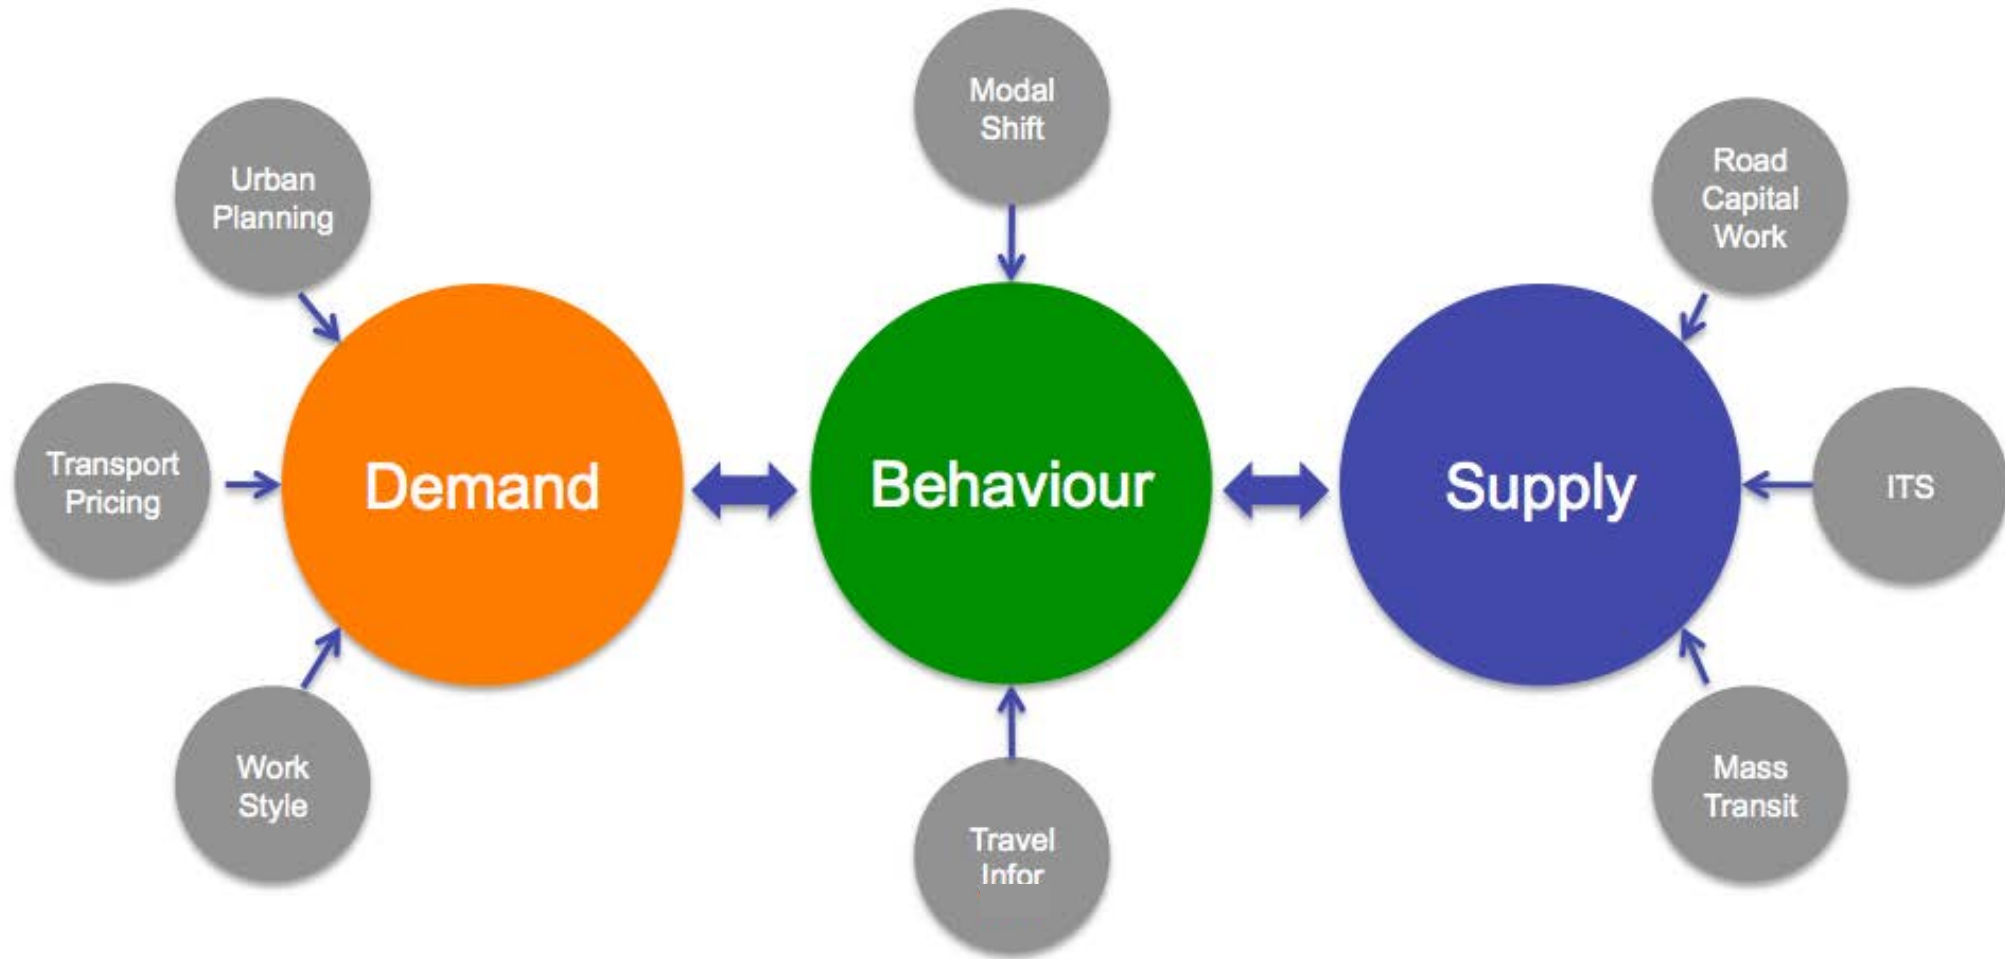 Modal
Shift
Urban
Planning
Road
Capital
Work
Transport
Pricing
Demand
Behaviour
Supply
ITS
Work
Style
Mass
Transit
Travel
Infor